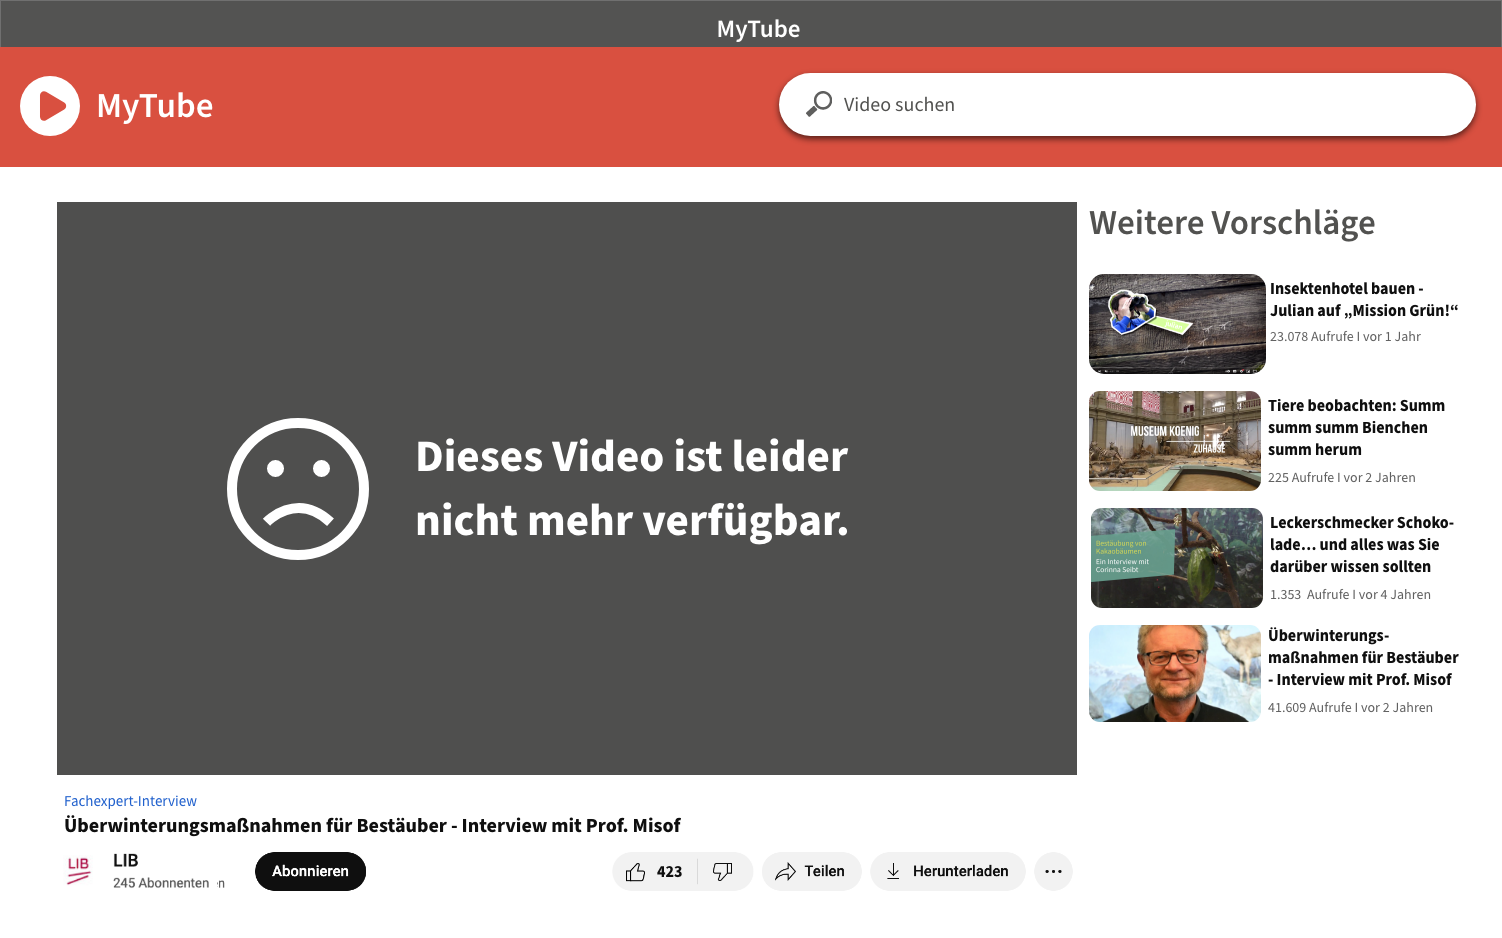 MyTube
MyTube
Video suchen
Dieses Video ist leider
nicht mehr verfügbar.
Fachexpert-Interview
Überwinterungsmaßnahmen für Bestäuber - Interview mit Prof. Misof
LIB
LIB
245 Abonnenten
Abonnieren
423
Teilen
Herunterladen
Weitere Vorschläge
Insektenhotel bauen -
Julian auf „Mission Grün!“
23.078 Aufrufe I vor 1 Jahr
MUSEUM KOENIG
ZUHAUSE
Tiere beobachten: Summ
summ summ Bienchen
summ herum
225 Aufrufe I vor 2 Jahren
Bestäubung von
Kakaobäumen
Ein Interview mit
Corinna Seibt
Leckerschmecker Schoko-
lade... und alles was Sie
darüber wissen sollten
1.353 Aufrufe I vor 4 Jahren
Überwinterungs-
maßnahmen für Bestäuber
- Interview mit Prof. Misof
41.609 Aufrufe I vor 2 Jahren